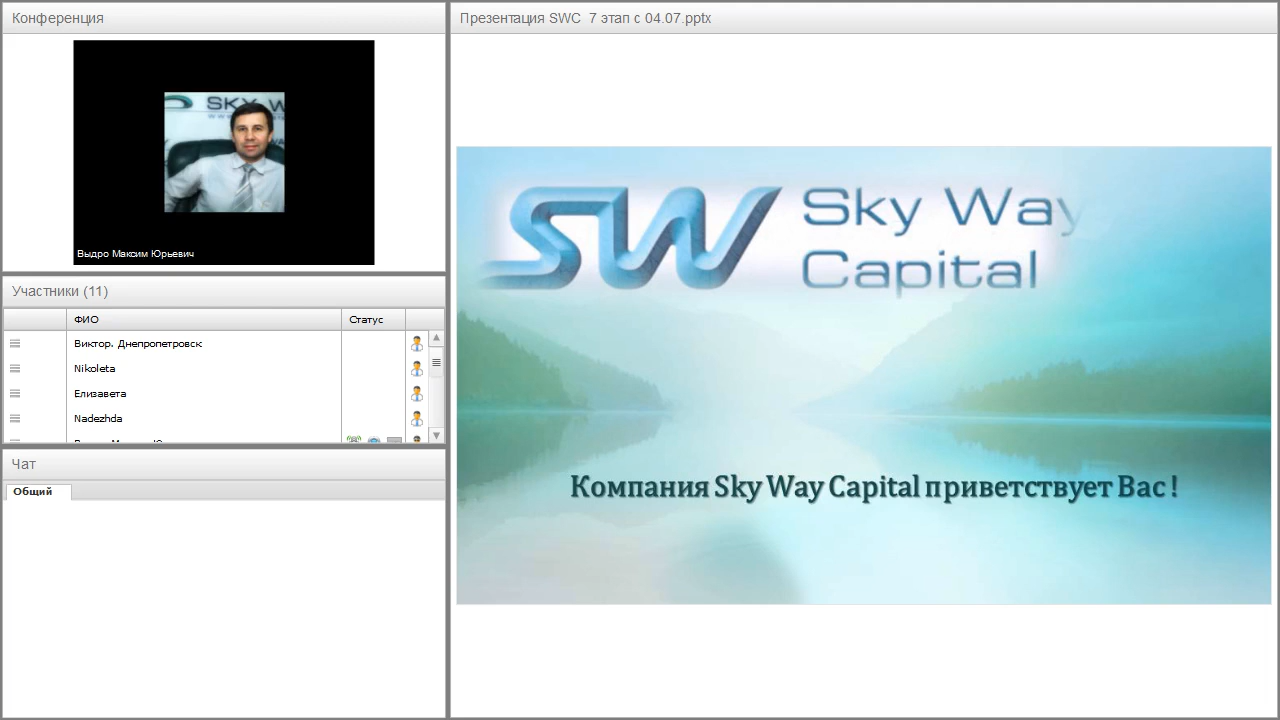 Конференция
SKY W
Выдро Максим Юрьевич
Участники (11)
ФИО
Статус
Виктор. Днепропетровск
Nikoleta
Елизавета
Nadezhda
Чат
Общий
Презентация SWC 7 этап с 04.07.pptx
SW
Sky Way
Capital
Компания Sky Way Capital приветствует Вас !